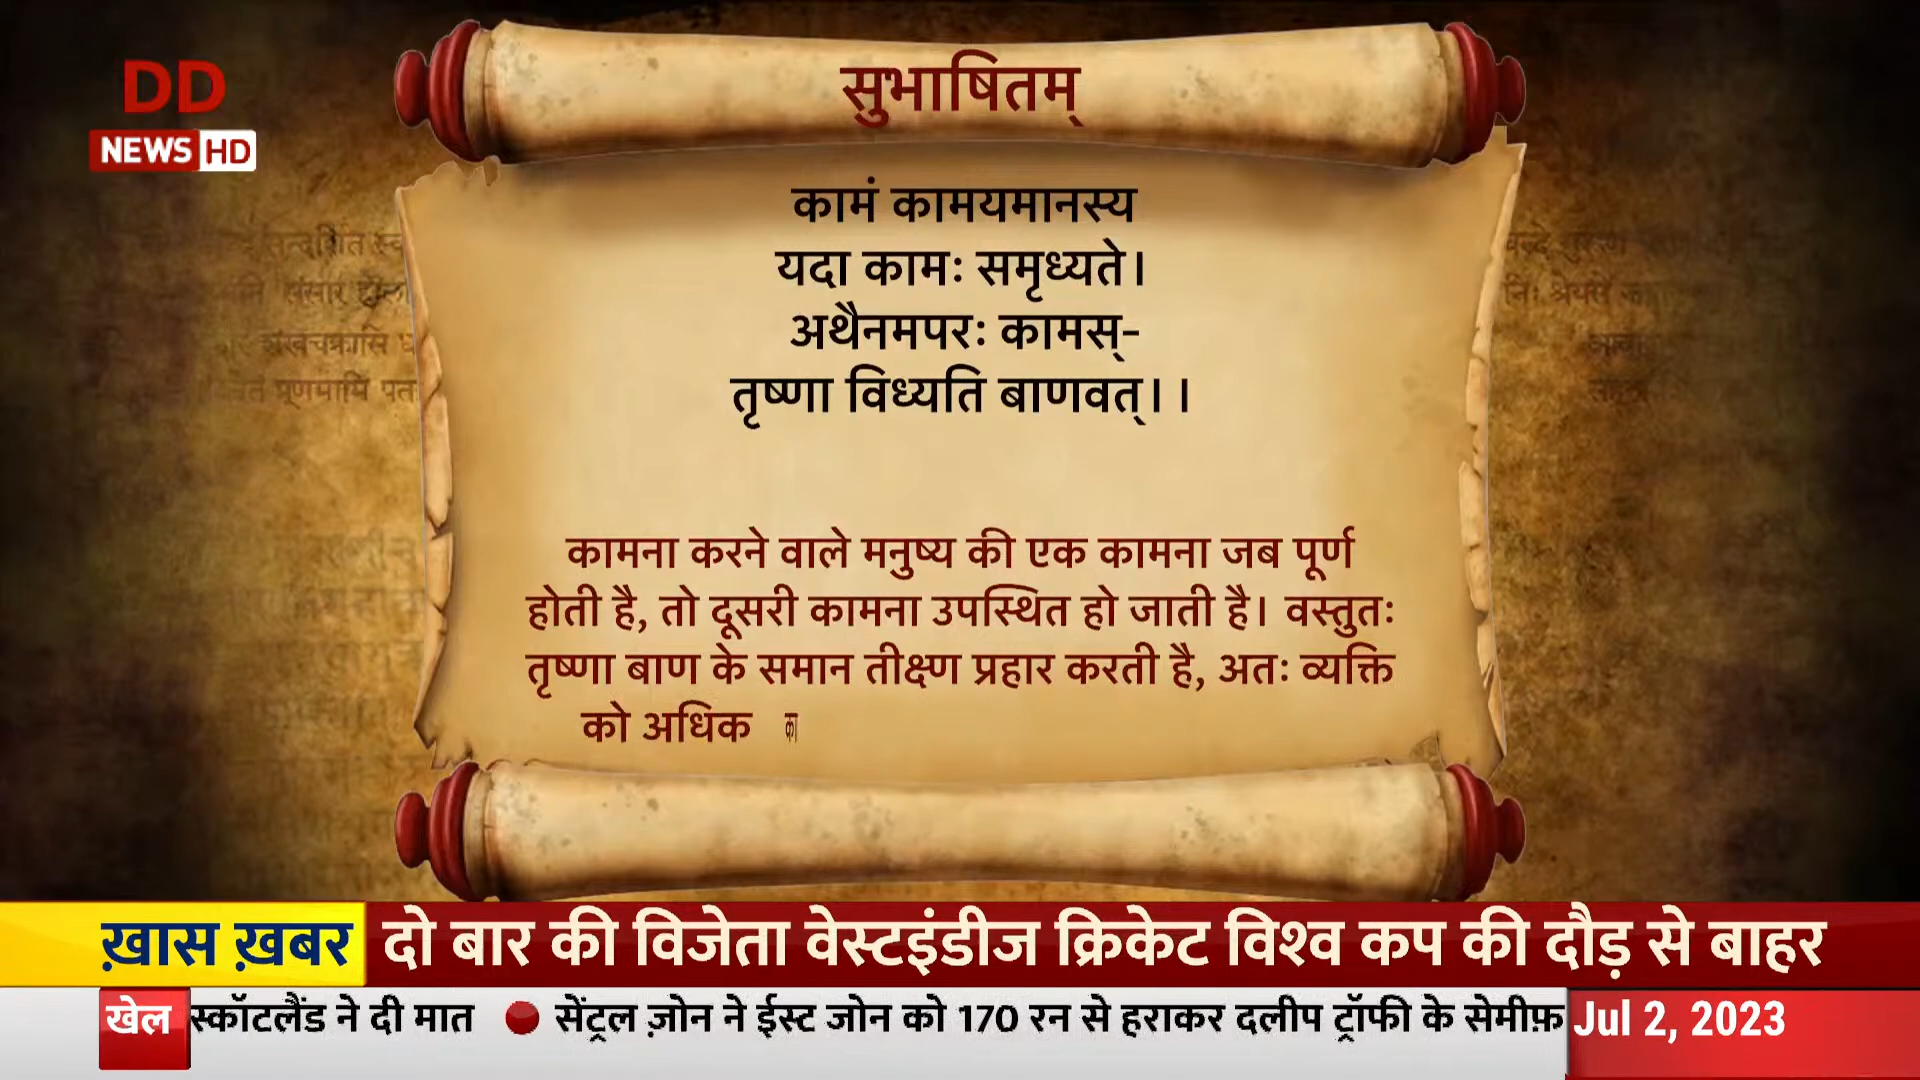 DD
NEWS HD
सुभाषितम्
कामं कामयमानस्य
यदा कामः समृध्यते।
अथैनमपरः कामस्-
तृष्णा विध्यति बाणवत्। ।
कामना करने वाले मनुष्य की एक कामना जब पूर्ण
होती है, तो दूसरी कामना उपस्थित हो जाती है। वस्तुतः
तृष्णा बाण के समान तीक्ष्ण प्रहार करती है, अतः व्यक्ति
को अधिक का
ख़ास ख़बर दो बार की विजेता वेस्टइंडीज क्रिकेट विश्व कप की दौड़ से बाहर
खेल स्कॉटलैंड ने दी मात ● सेंट्रल ज़ोन ने ईस्ट जोन को 170 रन से हराकर दलीप ट्रॉफी के सेमीफ़ Jul 2, 2023